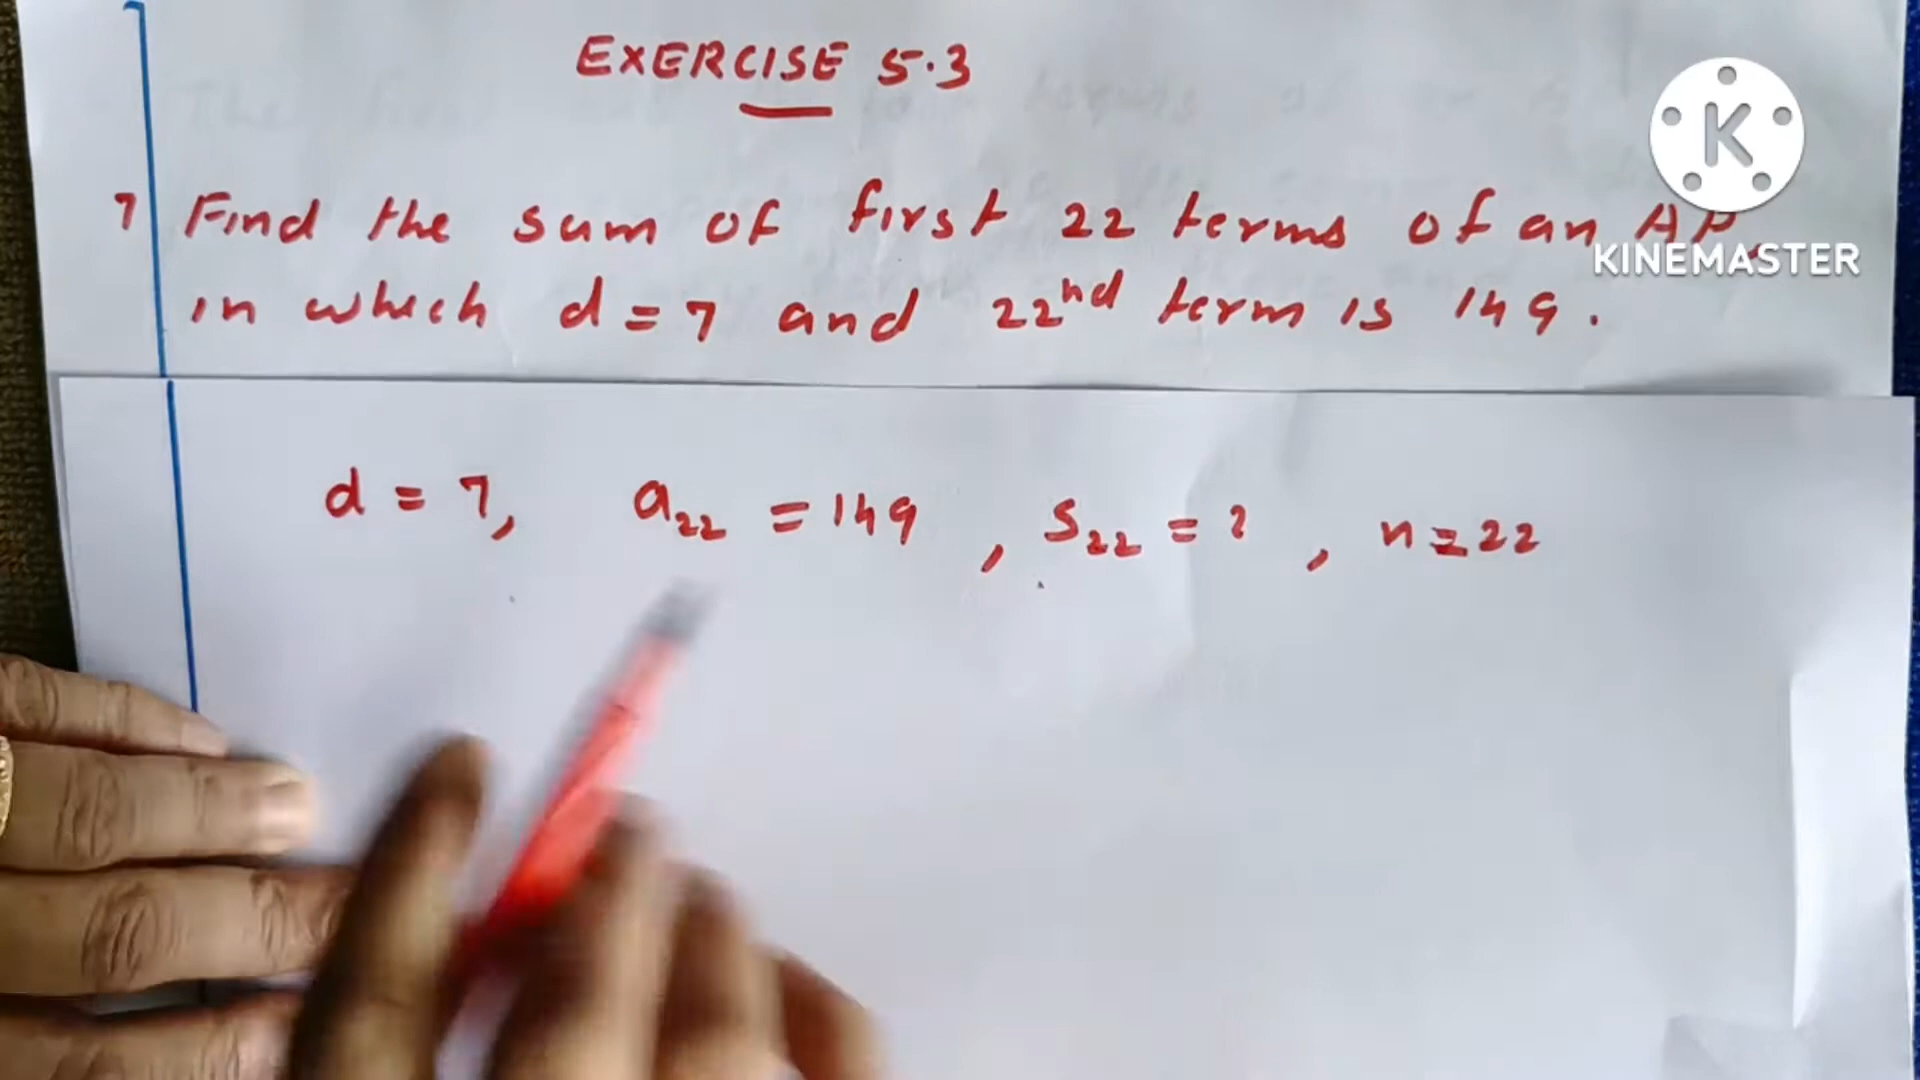 EXERCISE 5.3
7 Find the sum of first 22 terms of an AP
in which d = 7 and 22nd term is 149.
d = 7, a22 = 149, S22 = ?, n = 22
K
KINEMASTER